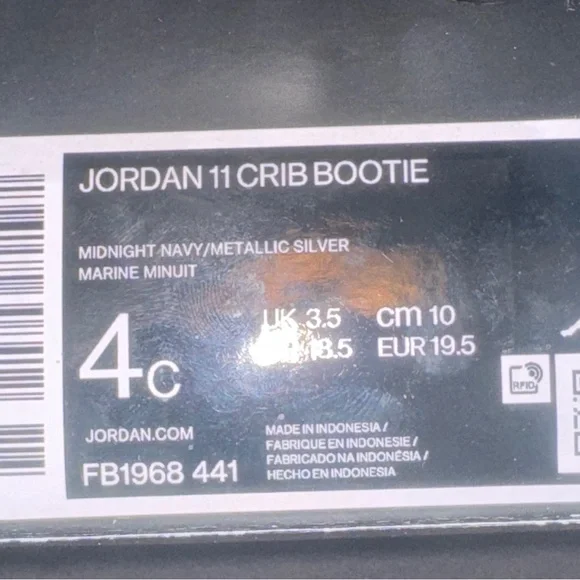 JORDAN 11 CRIB BOOTIE
MIDNIGHT NAVY/METALLIC SILVER
MARINE MINUIT
4C
UK 3.5 cm 10
EUR 19.5
JORDAN.COM
FB1968 441
MADE IN INDONESIA /
FABRIQUE EN INDONESIE /
FABRICADO NA INDONÉSIA /
HECHO EN INDONESIA
RFID